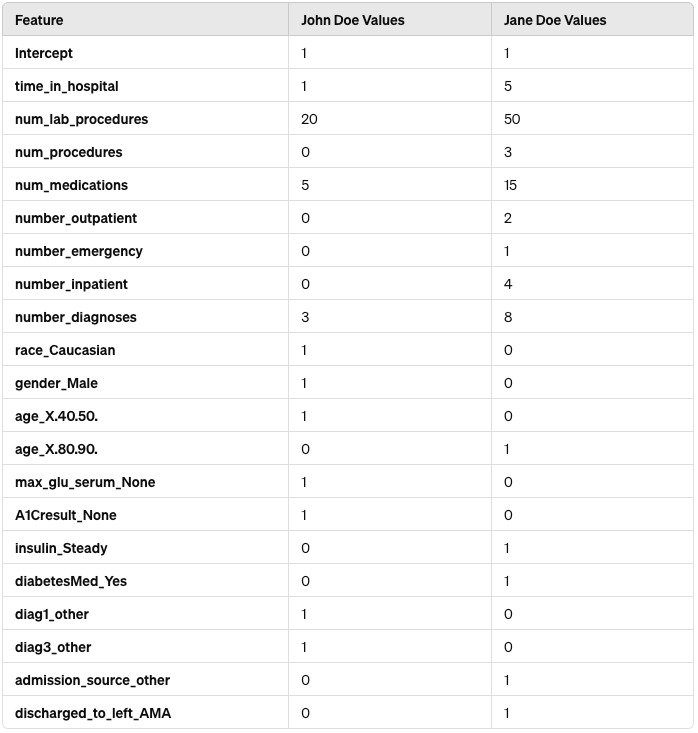 Feature John Doe Values Jane Doe Values
Intercept 1 1
time_in_hospital 1 5
num_lab_procedures 20 50
num_procedures 0 3
num_medications 5 15
number_outpatient 0 2
number_emergency 0 1
number_inpatient 0 4
number_diagnoses 3 8
race_Caucasian 1 0
gender_Male 1 0
age_X.40.50. 1 0
age_X.80.90. 0 1
max_glu_serum_None 1 0
A1Cresult_None 1 0
insulin_Steady 0 1
diabetesMed_Yes 0 1
diag1_other 1 0
diag3_other 1 0
admission_source_other 0 1
discharged_to_left_AMA 0 1